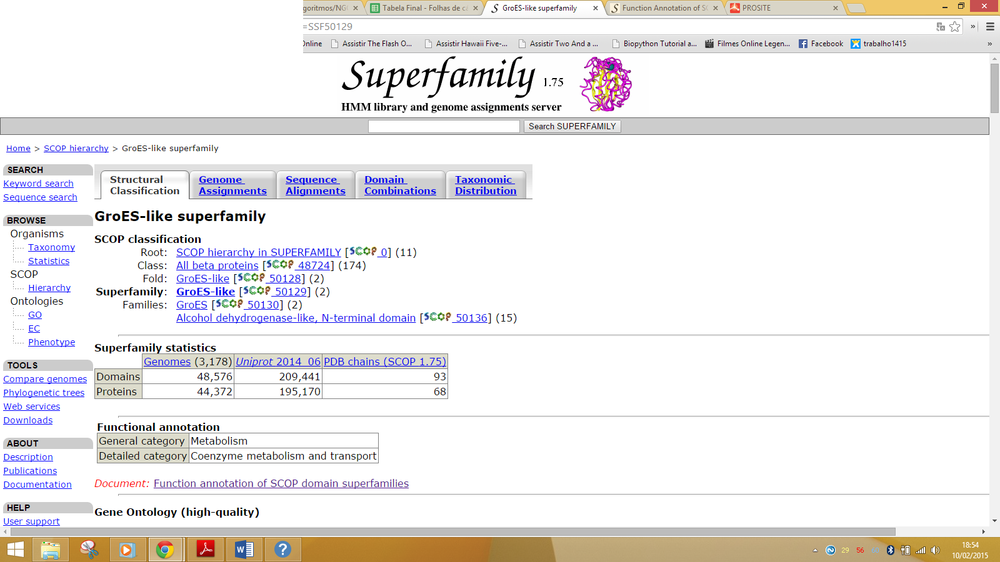 goritmos/NG
Tabela Final - Folhas de cá
GroES-like superfamily
Function Annotation of SC
PROSITE
=SSF50129
Online
Assistir The Flash O...
Assistir Hawaii Five-...
Assistir Two And a ...
Biopython Tutorial a...
Filmes Online Legen...
Facebook
trabalho1415
»
Superfamily 1.75
HMM library and genome assignments server
Search SUPERFAMILY
Home > SCOP hierarchy > GroES-like superfamily
SEARCH
Keyword search
Sequence search
BROWSE
Organisms
Taxonomy
Statistics
SCOP
Hierarchy
Ontologies
GO
EC
Phenotype
TOOLS
Compare genomes
Phylogenetic trees
Web services
Downloads
ABOUT
Description
Publications
Documentation
HELP
User support
Structural Classification
Genome Assignments
Sequence Alignments
Domain Combinations
Taxonomic Distribution
GroES-like superfamily
SCOP classification
Root: SCOP hierarchy in SUPERFAMILY [SCOP 0] (11)
Class: All beta proteins [SCOP 48724] (174)
Fold: GroES-like [SCOP 50128] (2)
Superfamily: GroES-like [SCOP 50129] (2)
Families: GroES [SCOP 50130] (2)
Alcohol dehydrogenase-like, N-terminal domain [SCOP 50136] (15)
Superfamily statistics
Genomes (3,178) Uniprot 2014_06 PDB chains (SCOP 1.75)
Domains 48,576 209,441 93
Proteins 44,372 195,170 68
Functional annotation
General category Metabolism
Detailed category Coenzyme metabolism and transport
Document: Function annotation of SCOP domain superfamilies
Gene Ontology (high-quality)
29 56
18:54
10/02/2015